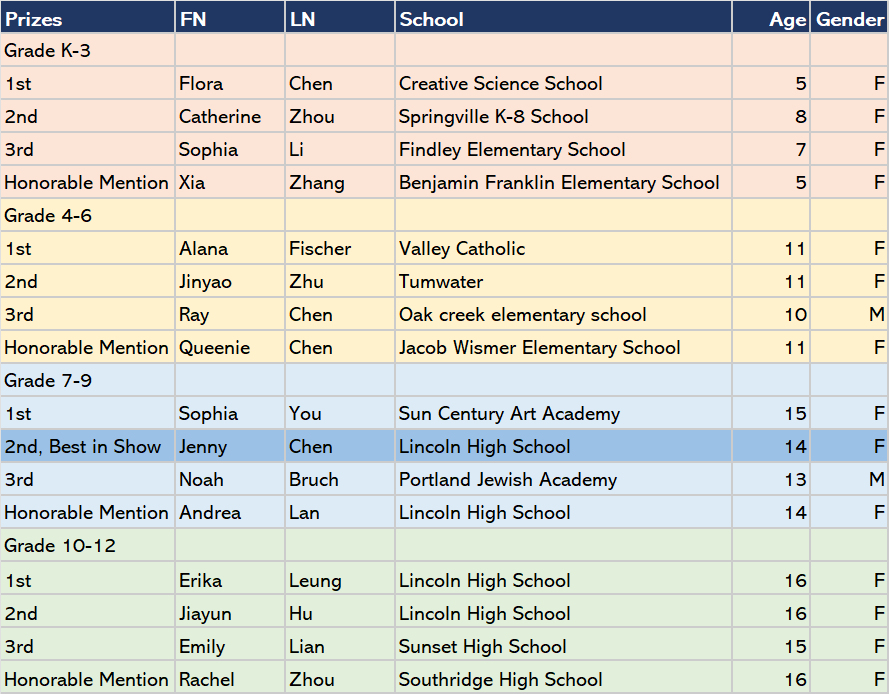 Prizes FN LN School Age Gender
Grade K-3
1st Flora Chen Creative Science School 5 F
2nd Catherine Zhou Springville K-8 School 8 F
3rd Sophia Li Findley Elementary School 7 F
Honorable Mention Xia Zhang Benjamin Franklin Elementary School 5 F
Grade 4-6
1st Alana Fischer Valley Catholic 11 F
2nd Jinyao Zhu Tumwater 11 F
3rd Ray Chen Oak creek elementary school 10 M
Honorable Mention Queenie Chen Jacob Wismer Elementary School 11 F
Grade 7-9
1st Sophia You Sun Century Art Academy 15 F
2nd, Best in Show Jenny Chen Lincoln High School 14 F
3rd Noah Bruch Portland Jewish Academy 13 M
Honorable Mention Andrea Lan Lincoln High School 14 F
Grade 10-12
1st Erika Leung Lincoln High School 16 F
2nd Jiayun Hu Lincoln High School 16 F
3rd Emily Lian Sunset High School 15 F
Honorable Mention Rachel Zhou Southridge High School 16 F